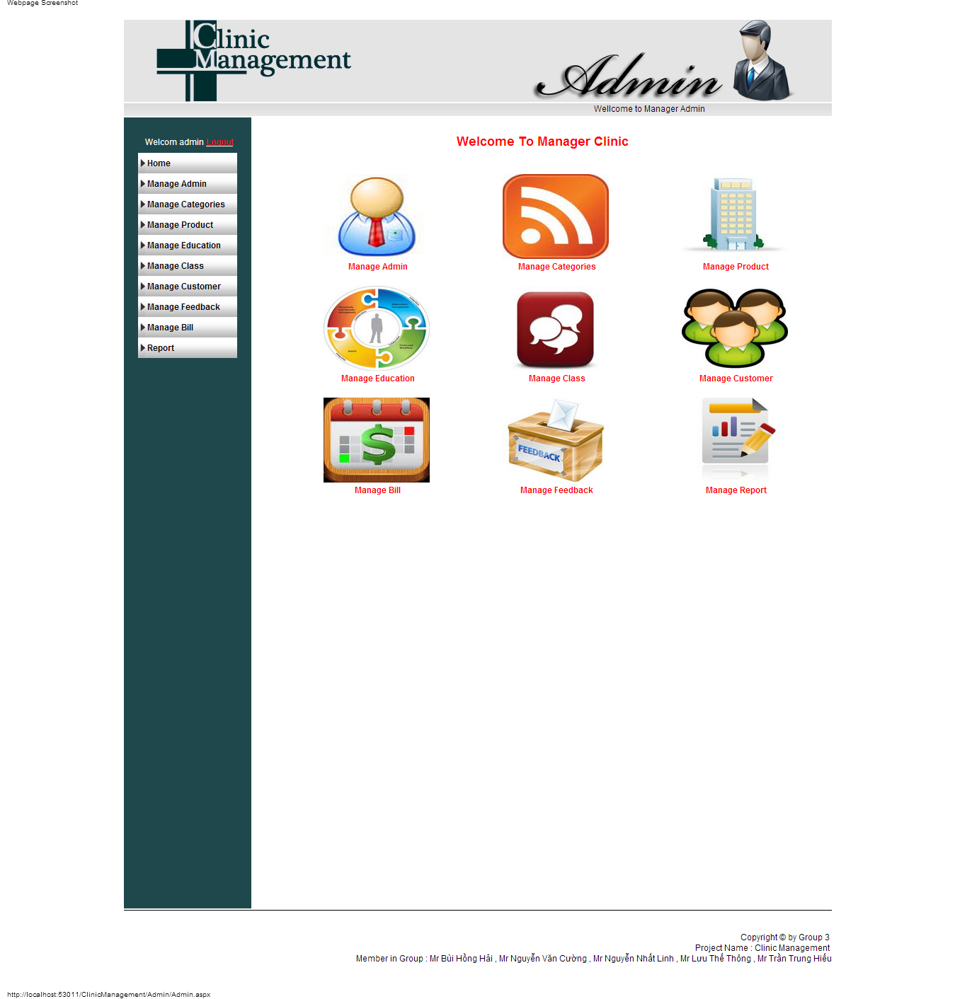 Webpage Screenshot
Clinic
Management
Admin
Wellcome to Manager Admin
Welcom admin Logout
Home
Manage Admin
Manage Categories
Manage Product
Manage Education
Manage Class
Manage Customer
Manage Feedback
Manage Bill
Report
Welcome To Manager Clinic
Manage Admin
Manage Categories
Manage Product
Search
Manage Education
Manage Class
Manage Customer
FEEDBACK
Manage Bill
Manage Feedback
Manage Report
Copyright © by Group 3
Project Name : Clinic Management
Member in Group : Mr Bùi Hồng Hải , Mr Nguyễn Văn Cường , Mr Nguyễn Nhất Linh , Mr Lưu Thế Thông , Mr Trần Trung Hiếu
http://localhost:53011/ClinicManagement/Admin/Admin.aspx